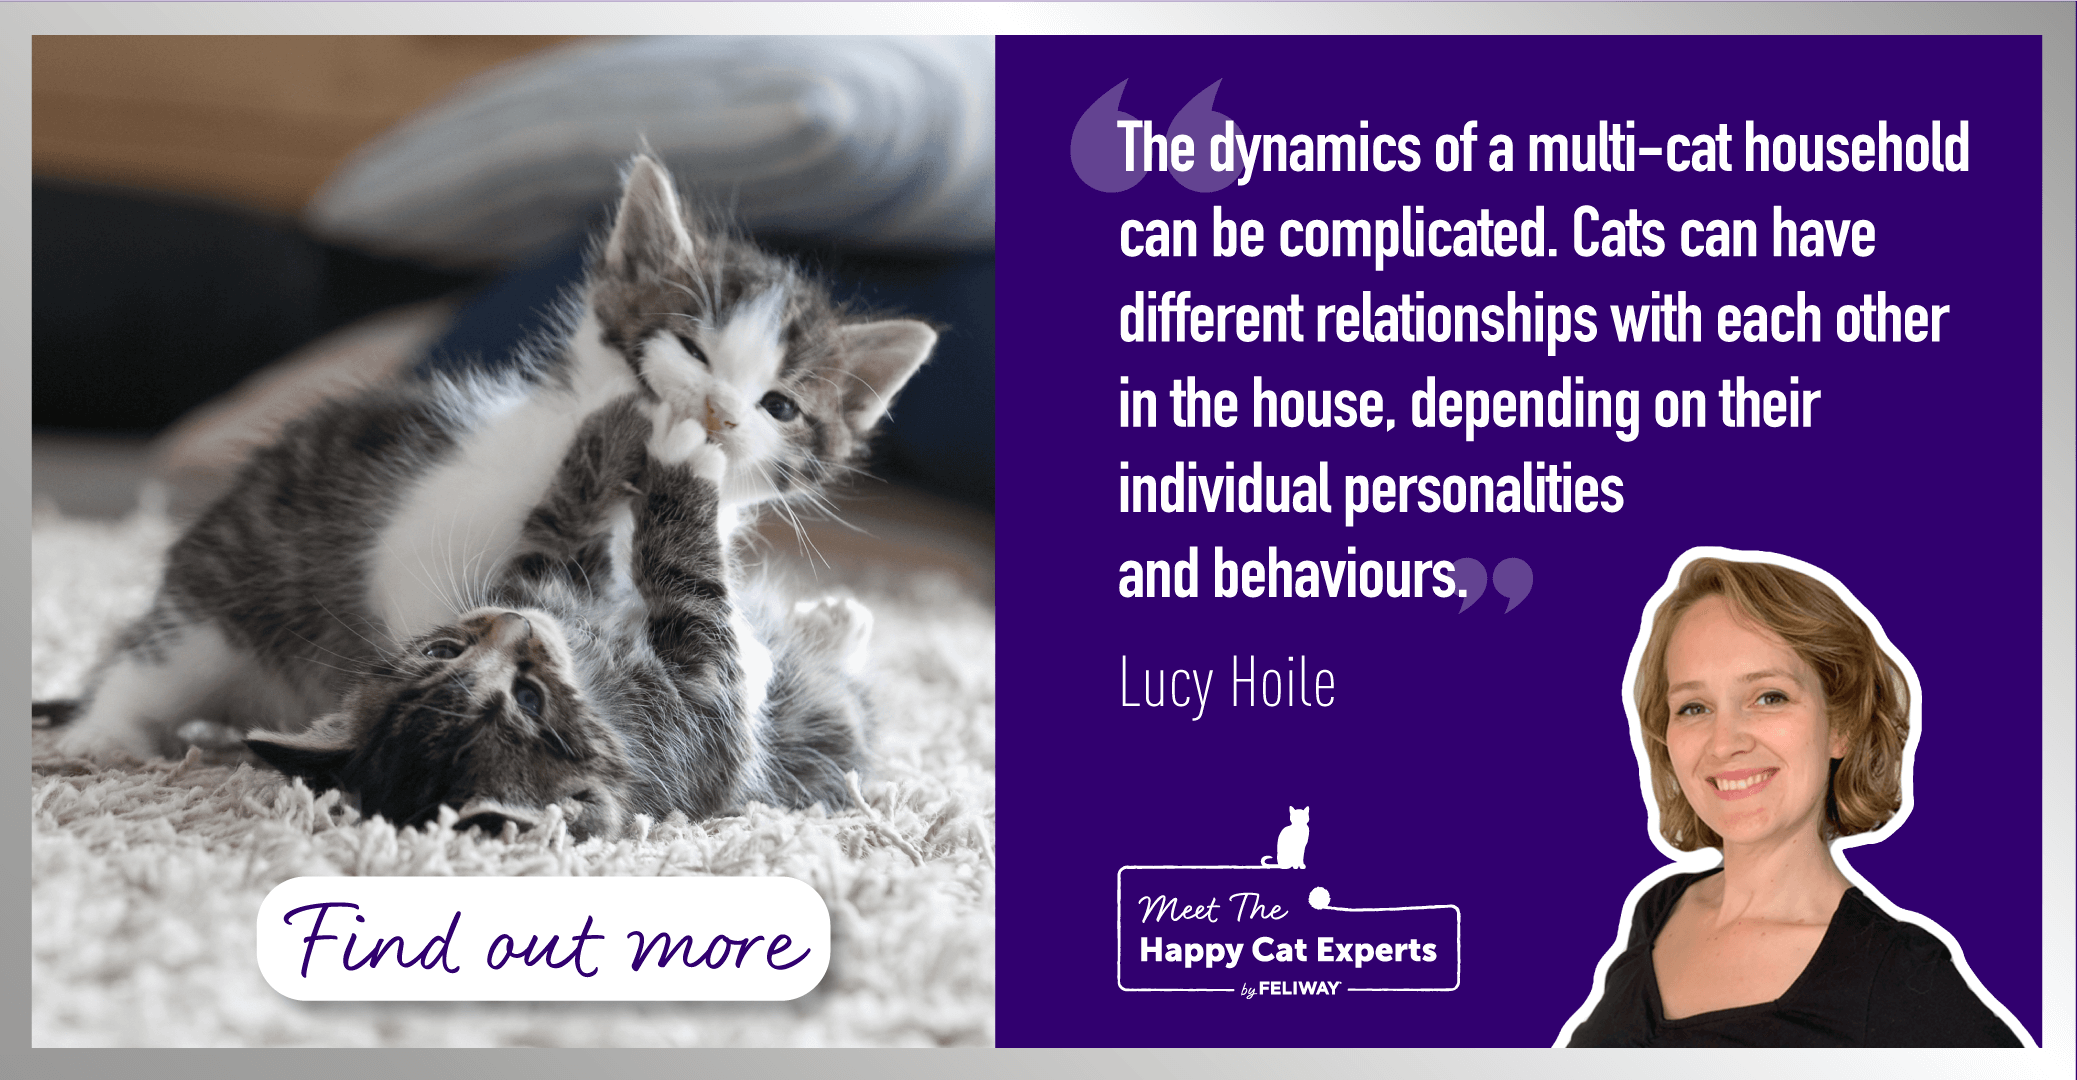 The dynamics of a multi-cat household
can be complicated. Cats can have
different relationships with each other
in the house, depending on their
individual personalities
and behaviours.
Lucy Hoile
Meet The
Happy Cat Experts
by FELIWAY
Find out more